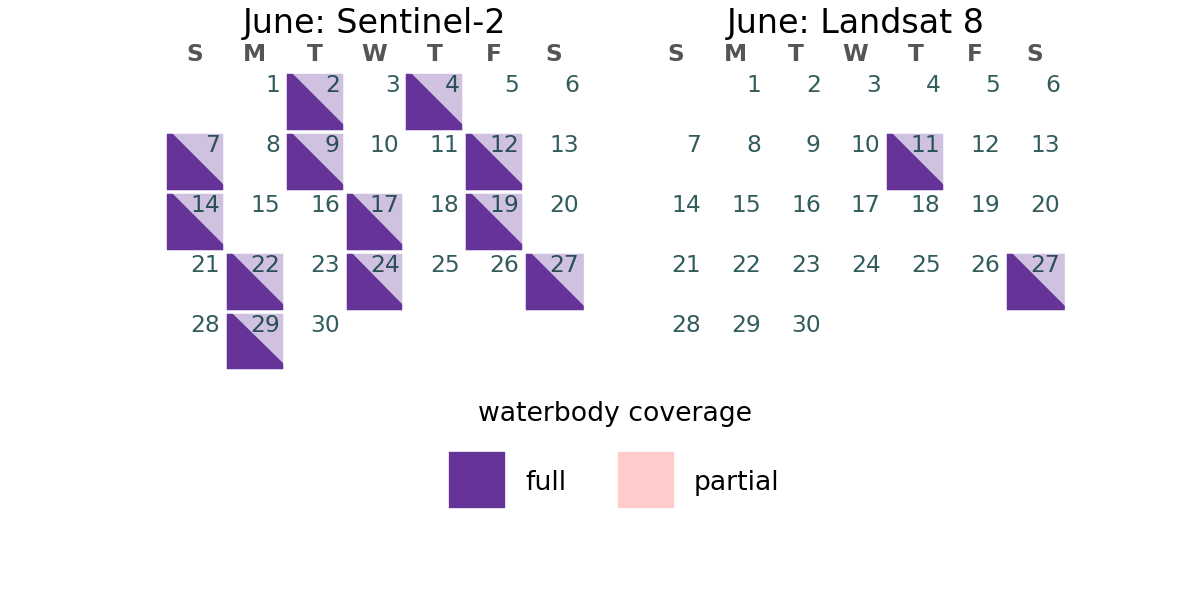 June: Sentinel-2
S M T W T F S
1 2 3 4 5 6
7 8 9 10 11 12 13
14 15 16 17 18 19 20
21 22 23 24 25 26 27
28 29 30
June: Landsat 8
S M T W T F S
1 2 3 4 5 6
7 8 9 10 11 12 13
14 15 16 17 18 19 20
21 22 23 24 25 26 27
28 29 30
waterbody coverage
full partial